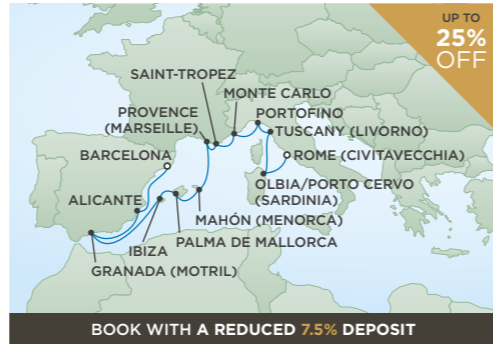 UP TO
25%
OFF
SAINT-TROPEZ
MONTE CARLO
PROVENCE
(MARSEILLE)
PORTOFINO
TUSCANY (LIVORNO)
BARCELONA
ROME (CIVITAVECCHIA)
OLBIA/PORTO CERVO
(SARDINIA)
ALICANTE
MAHÓN (MENORCA)
IBIZA
PALMA DE MALLORCA
GRANADA (MOTRIL)
BOOK WITH A REDUCED 7.5% DEPOSIT